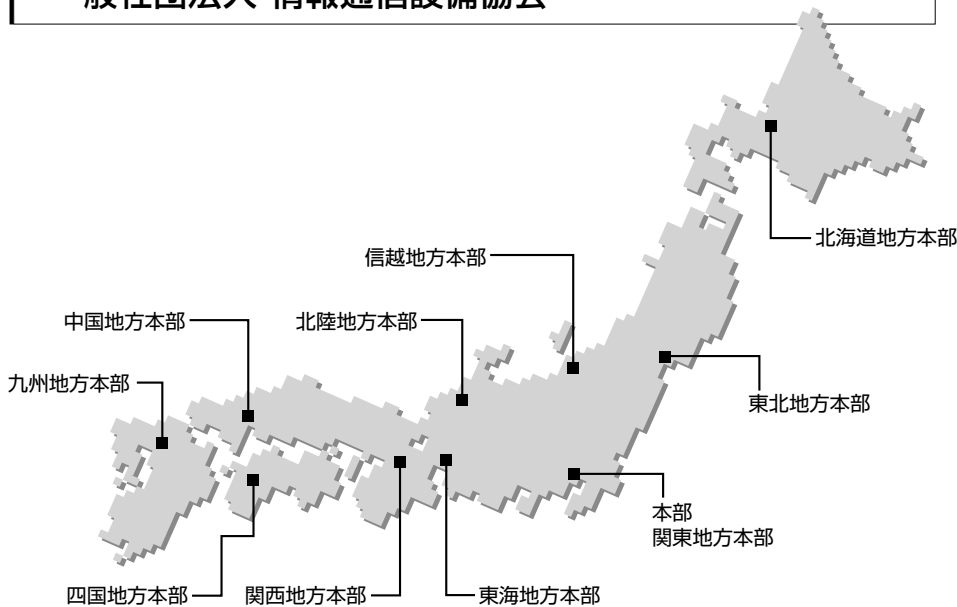 一般社団法人 情報通信設備協会
北海道地方本部
信越地方本部
中国地方本部
北陸地方本部
九州地方本部
東北地方本部
本部
関東地方本部
四国地方本部
関西地方本部
東海地方本部